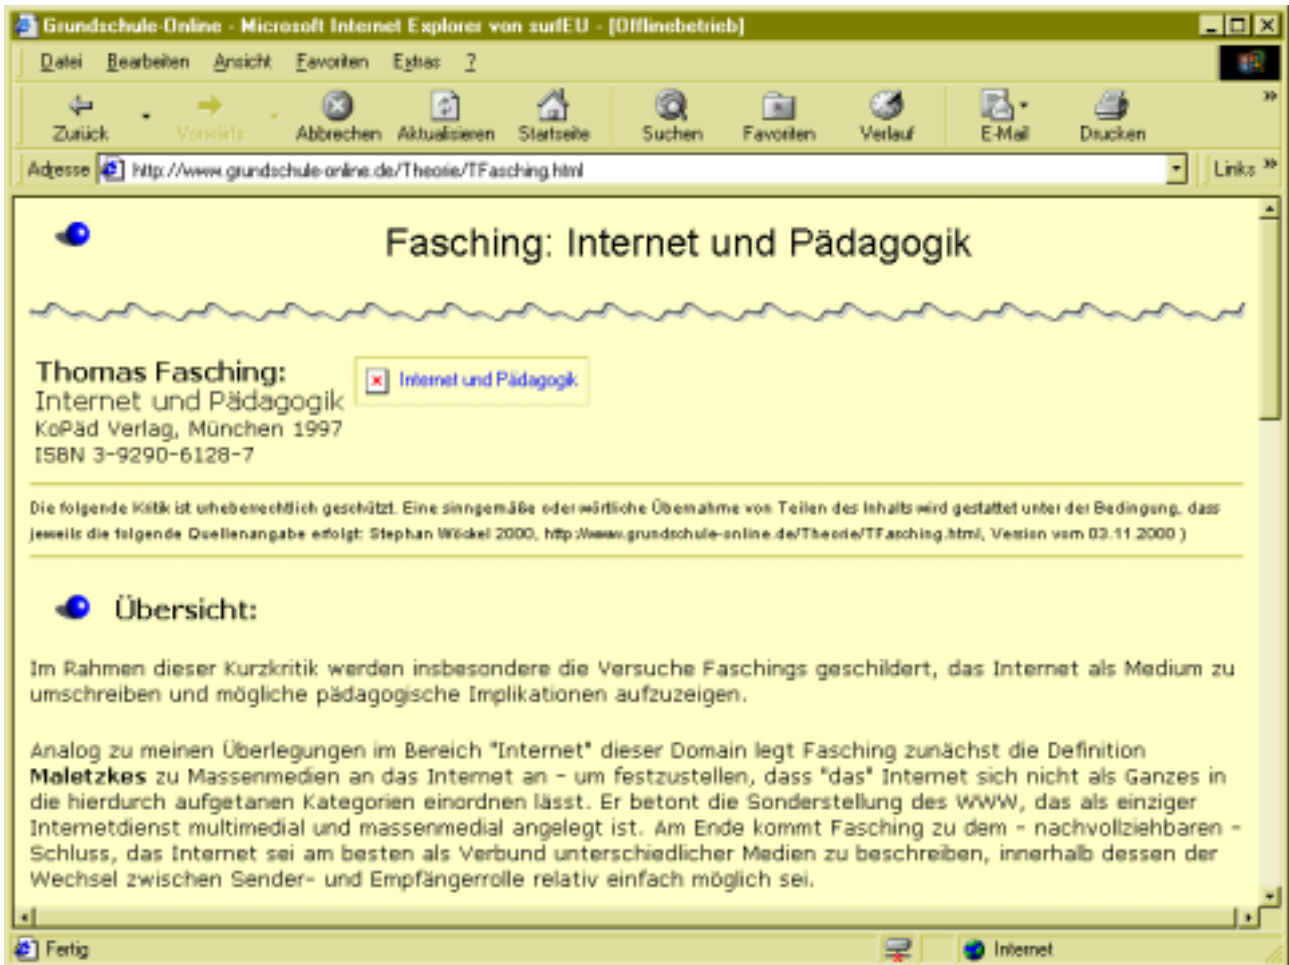 Grundschule-Online - Microsoft Internet Explorer von surfEU - [Offlinebetrieb]
Datei Bearbeiten Ansicht Favoriten Extras ?
Zurück Vorwärts Abbrechen Aktualisieren Startseite Suchen Favoriten Verlauf E-Mail Drucken »
Adresse http://www.grundschule-online.de/Theorie/TFasching.html Links »
Fasching: Internet und Pädagogik
Thomas Fasching:
Internet und Pädagogik
KoPäd Verlag, München 1997
ISBN 3-9290-6128-7
Internet und Pädagogik
Die folgende Kritik ist urheberrechtlich geschützt. Eine sinngemäße oder wörtliche Übernahme von Teilen des Inhalts wird gestattet unter der Bedingung, dass
jeweils die folgende Quellenangabe erfolgt: Stephan Wöckel 2000, http://www.grundschule-online.de/Theorie/TFasching.html, Version vom 03.11.2000 )
Übersicht:
Im Rahmen dieser Kurzkritik werden insbesondere die Versuche Faschings geschildert, das Internet als Medium zu
umschreiben und mögliche pädagogische Implikationen aufzuzeigen.
Analog zu meinen Überlegungen im Bereich "Internet" dieser Domain legt Fasching zunächst die Definition
Maletzkes zu Massenmedien an das Internet an - um festzustellen, dass "das" Internet sich nicht als Ganzes in
die hierdurch aufgetanen Kategorien einordnen lässt. Er betont die Sonderstellung des WWW, das als einziger
Internetdienst multimedial und massenmedial angelegt ist. Am Ende kommt Fasching zu dem - nachvollziehbaren -
Schluss, das Internet sei am besten als Verbund unterschiedlicher Medien zu beschreiben, innerhalb dessen der
Wechsel zwischen Sender- und Empfängerrolle relativ einfach möglich sei.
Fertig Internet